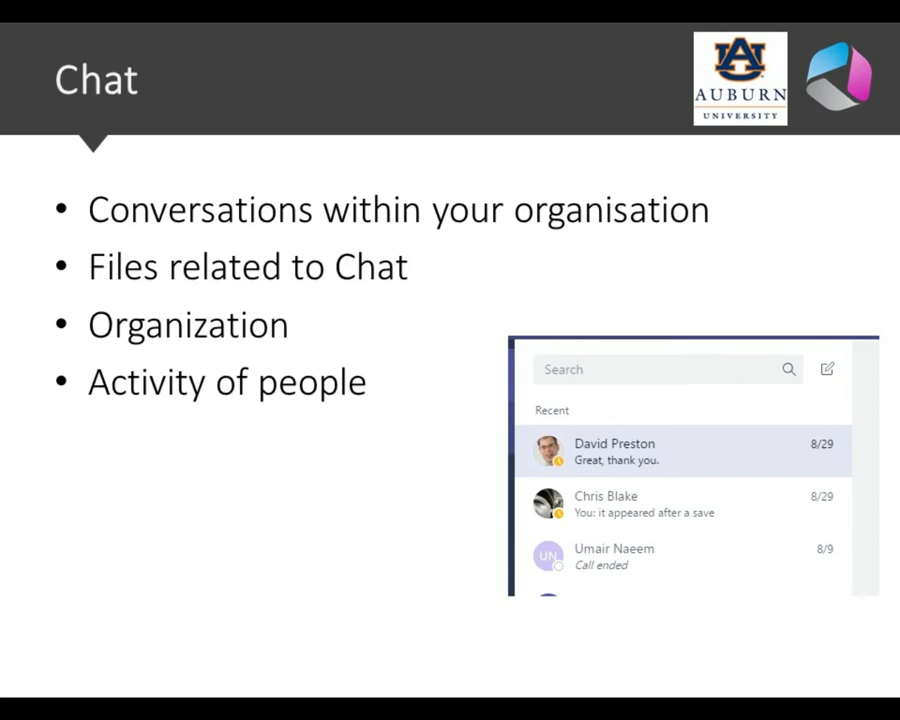 Chat
AU
AUBURN
UNIVERSITY
• Conversations within your organisation
• Files related to Chat
• Organization
• Activity of people
Search
Recent
David Preston 8/29
Great, thank you.
Chris Blake 8/29
You: it appeared after a save
UN
Umair Naeem 8/9
Call ended